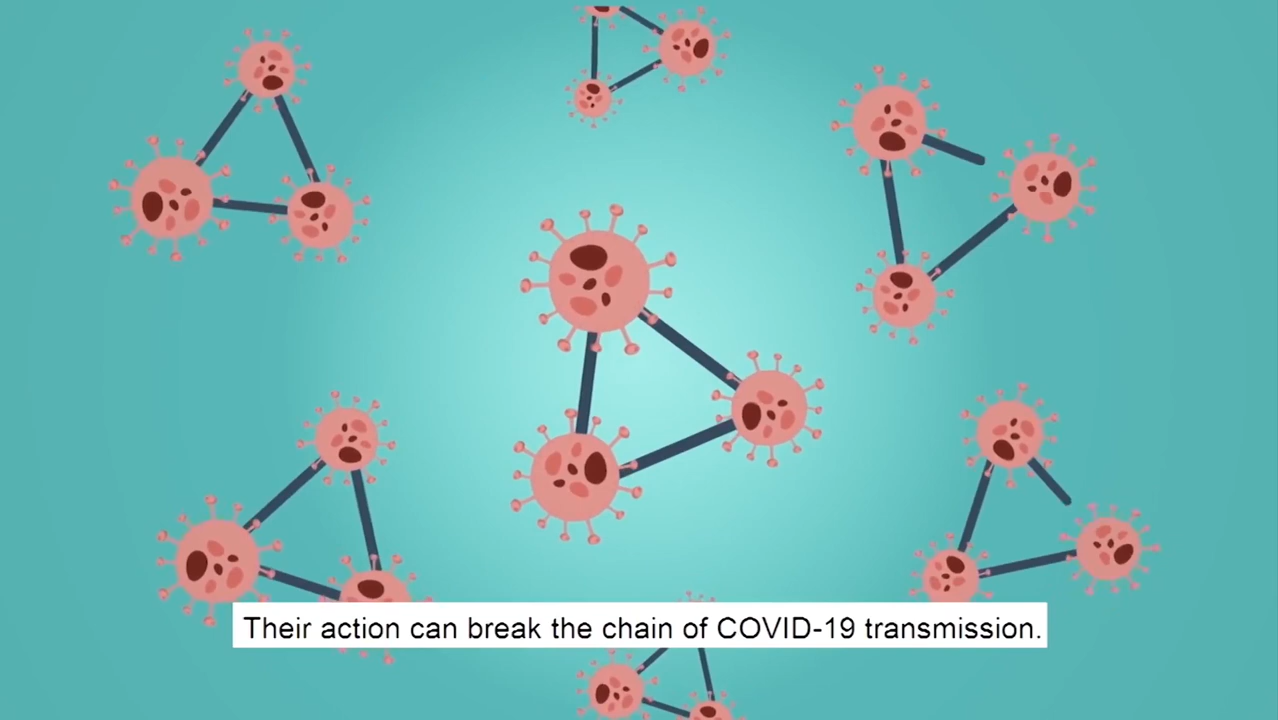 Their action can break the chain of COVID-19 transmission.